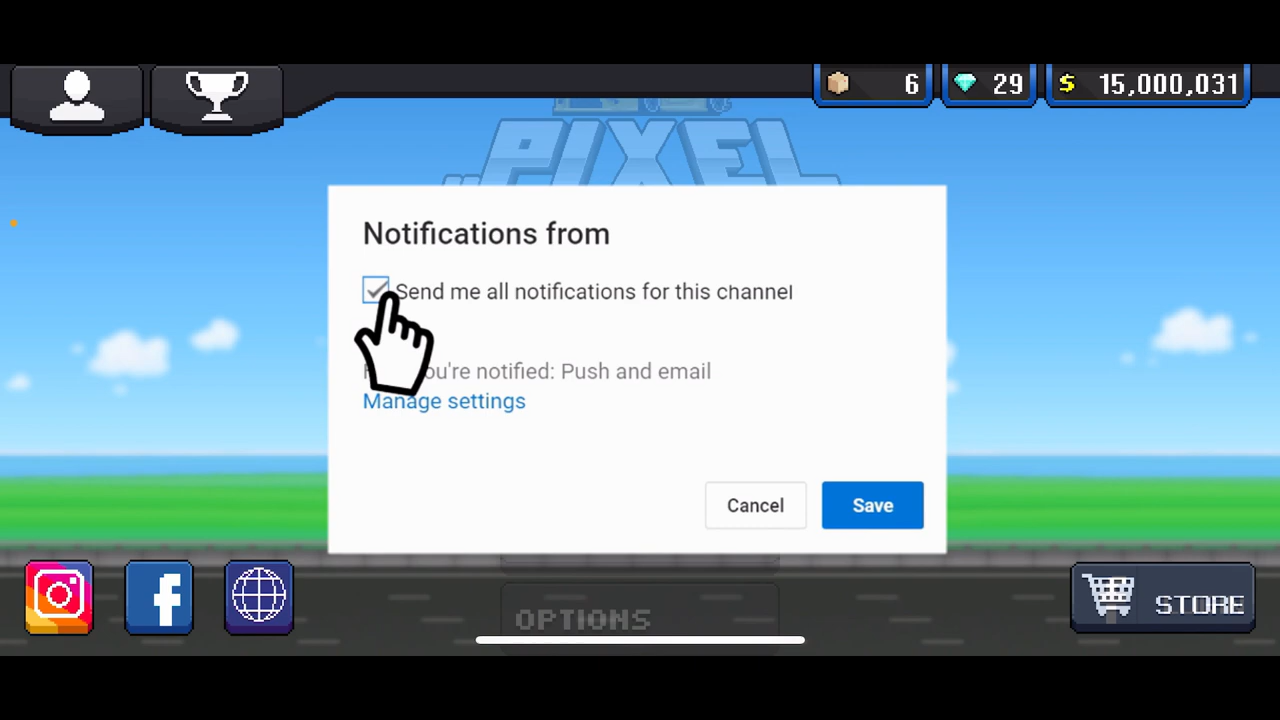 6
29
$ 15,000,031
PIXEL
Notifications from
Send me all notifications for this channel
you're notified: Push and email
Manage settings
Cancel
Save
OPTIONS
STORE